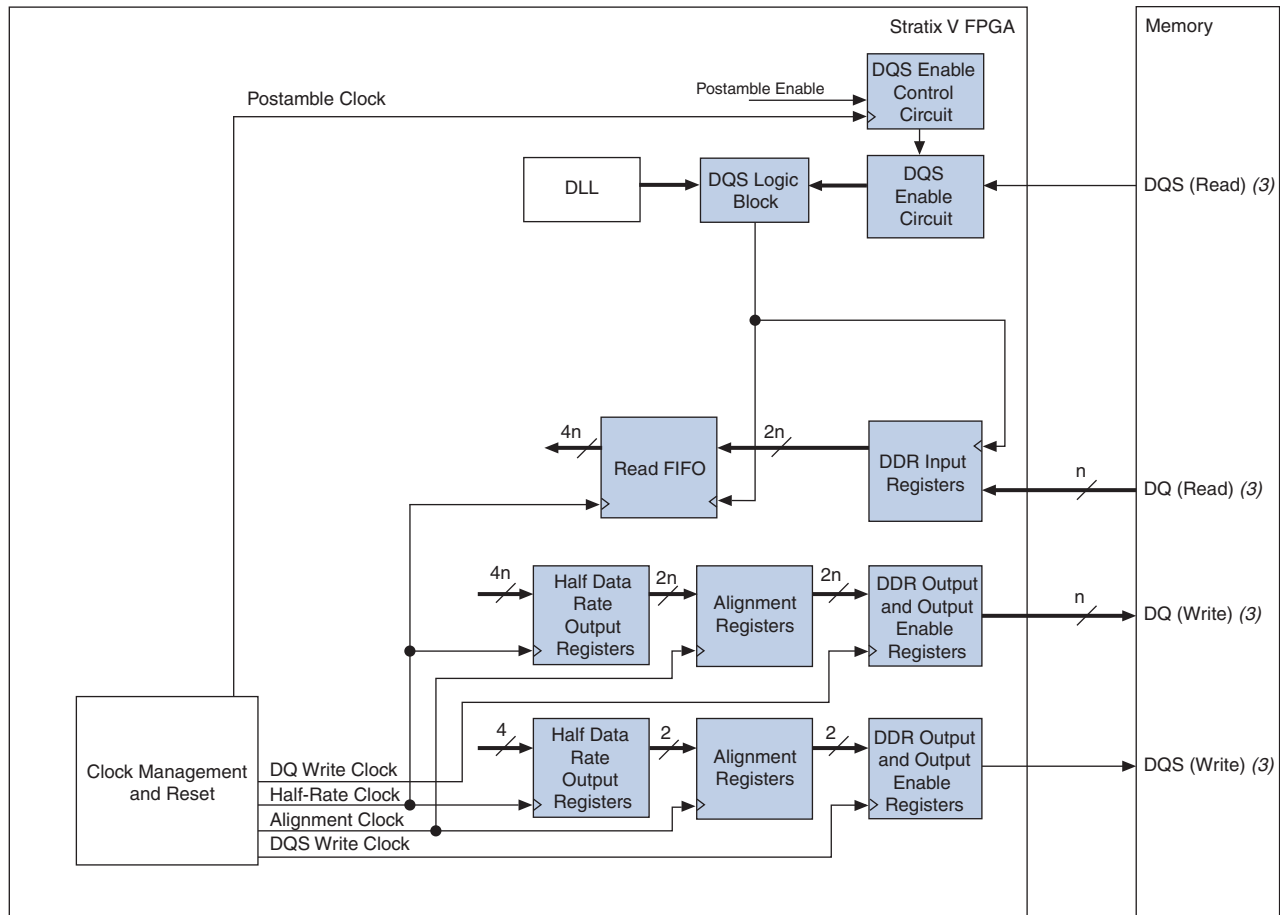 Stratix V FPGA
Memory
DQS Enable
Control
Circuit
Postamble Enable
Postamble Clock
DLL
DQS Logic
Block
DQS
Enable
Circuit
DQS (Read) (3)
4n
Read FIFO
2n
DDR Input
Registers
n
DQ (Read) (3)
4n
Half Data
Rate
Output
Registers
2n
Alignment
Registers
2n
DDR Output
and Output
Enable
Registers
n
DQ (Write) (3)
4
Half Data
Rate
Output
Registers
2
Alignment
Registers
2
DDR Output
and Output
Enable
Registers
DQS (Write) (3)
Clock Management
and Reset
DQ Write Clock
Half-Rate Clock
Alignment Clock
DQS Write Clock